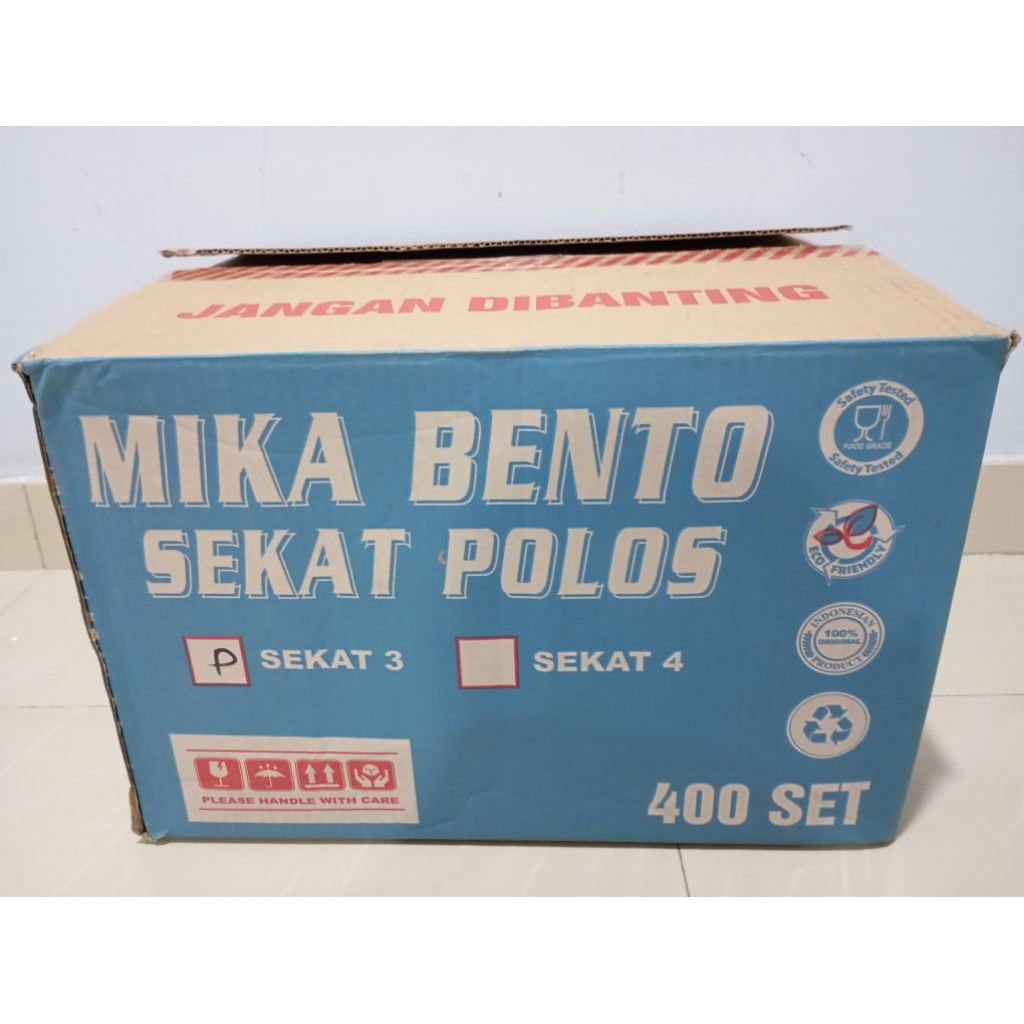 JANGAN DIBANTING
MIKA BENTO
SEKAT POLOS
P SEKAT 3
SEKAT 4
PLEASE HANDLE WITH CARE
400 SET
Safety Tested
FOOD GRADE
Safety Tested
ECO FRIENDLY
INDONESIAN
100%
ORIGINAL
PRODUCT